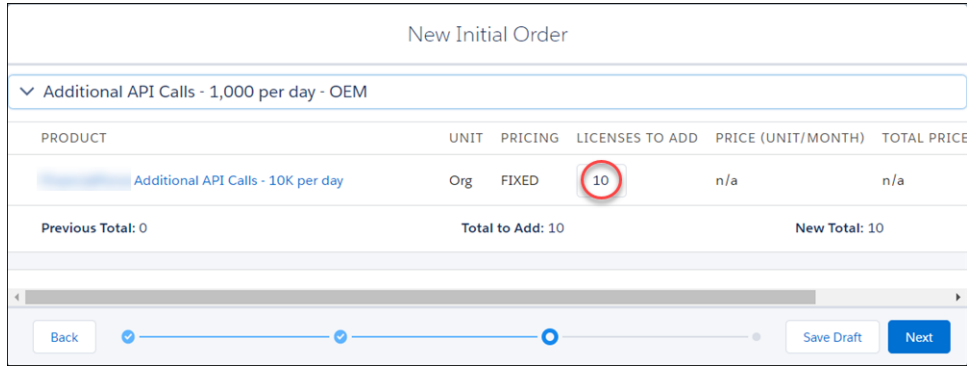 New Initial Order
Additional API Calls - 1,000 per day - OEM
PRODUCT UNIT PRICING LICENSES TO ADD PRICE (UNIT/MONTH) TOTAL PRICE
Additional API Calls - 10K per day Org FIXED 10 n/a n/a
Previous Total: 0 Total to Add: 10 New Total: 10
Back Save Draft Next